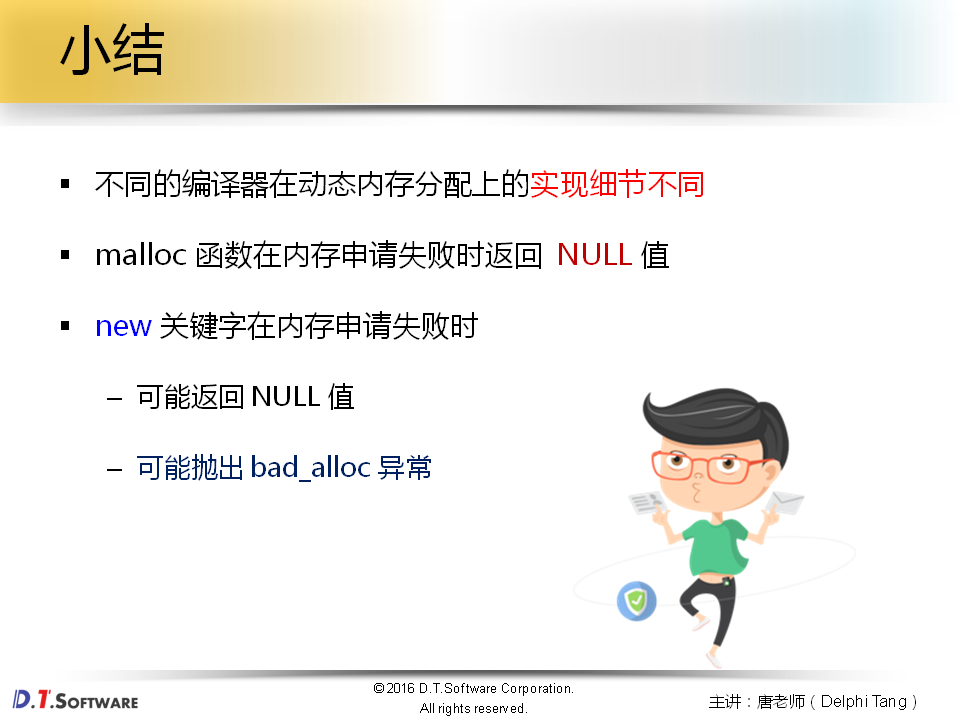 小结
▪ 不同的编译器在动态内存分配上的实现细节不同
▪ malloc 函数在内存申请失败时返回 NULL 值
▪ new 关键字在内存申请失败时
– 可能返回 NULL 值
– 可能抛出 bad_alloc 异常
D.T.SOFTWARE
©2016 D.T.Software Corporation.
All rights reserved.
主讲：唐老师（Delphi Tang）